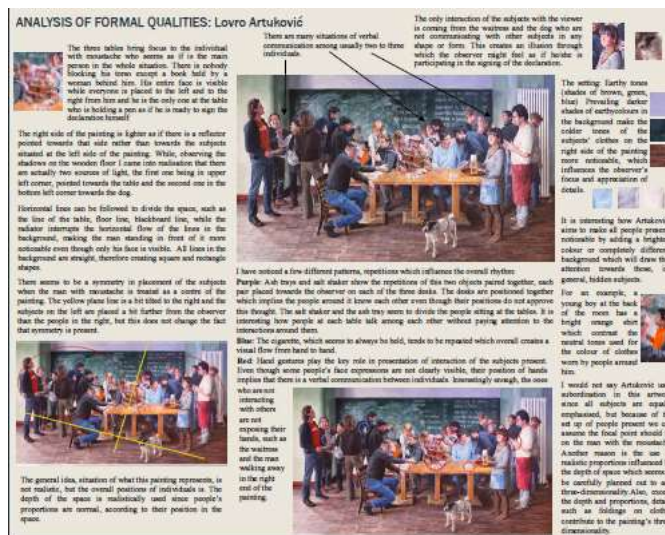 ANALYSIS OF FORMAL QUALITIES: Lovro Artuković
The three tables bring focus to the individual
with moustache who seems as if is the main
person in the whole situation. There is nobody
blocking his torso except a book held by a
woman behind him. His entire face is visible
while everyone is placed to the left and to the
right from him and he is the only one at the table
who is holding a pen as if he is ready to sign the
declaration himself
The right side of the painting is lighter as if there is a reflector
pointed towards that side rather than towards the subjects
situated at the left side of the painting. While, observing the
shadows on the wooden floor I came into realisation that there
are actually two sources of light, the first one being in upper
left corner, pointed towards the table and the second one in the
bottom left corner towards the dog.
Horizontal lines can be followed to divide the space, such as
the line of the table, floor line, blackboard line, while the
radiator interrupts the horizontal flow of the lines in the
background, making the man standing in front of it more
noticeable even though only his face is visible. All lines in the
background are straight, therefore creating square and rectangle
shapes.
There seems to be a symmetry in placement of the subjects
when the man with moustache is treated as a centre of the
painting. The yellow plane line is a bit tilted to the right and the
subjects on the left are placed a bit further from the observer
than the people in the right, but this does not change the fact
that symmetry is present.
The general idea, situation of what this painting represents, is
not realistic, but the overall positions of individuals is. The
depth of the space is realistically used since people's
proportions are normal, according to their position in the
space.
There are many situations of verbal
communication among usually two to three
individuals.
The only interaction of the subjects with the viewer
is coming from the waitress and the dog who are
not communicating with other subjects in any
shape or form. This creates an illusion through
which the observer might feel as if he/she is
participating in the signing of the declaration.
I have noticed a few different patterns, repetitions which influence the overall rhythm:
Purple: Ash trays and salt shaker show the repetitions of this two objects paired together, each
pair placed towards the observer on each of the three desks. The desks are positioned together
which implies the people around it know each other even though their positions do not approve
this thought. The salt shaker and the ash tray seem to divide the people sitting at the tables. It is
interesting how people at each table talk among each other without paying attention to the
interactions around them.
Blue: The cigarette, which seems to always be held, tends to be repeated which overall creates a
visual flow from hand to hand.
Red: Hand gestures play the key role in presentation of interaction of the subjects present.
Even though some people's face expressions are not clearly visible, their position of hands
implies that there is a verbal communication between individuals. Interestingly enough, the ones
who are not
interacting
with others
are not
exposing their
hands, such as
the waitress
and the man
walking away
in the right
end of the
painting.
The setting: Earthy tones
(shades of brown, green,
blue) Prevailing darker
shades of earthycolours in
the background make the
colder tones of the
subjects' clothes on the
right side of the painting
more noticeable, which
influences the observer's
focus and appreciation of
details.
It is interesting how Artuković
aims to make all people present
noticeable by adding a bright
colour or completely different
background which will draw the
attention towards those, in
general, hidden subjects.
For an example, a
young boy at the back
of the room has a
bright orange shirt
which contrast the
neutral tones used for
the colour of clothes
worn by people around
him.
I would not say Artuković
subordination in this artwork
since all subjects are equally
emphasised, but because of
set up of people present we
assume the focal point should
on the man with the moustache
Another reason is the use
realistic proportions influenced
the depth of space which seems
be carefully planned out to
three-dimensionality. Also,
the depth and proportions,
such as foldings on
contribute to the painting's
dimensionality.